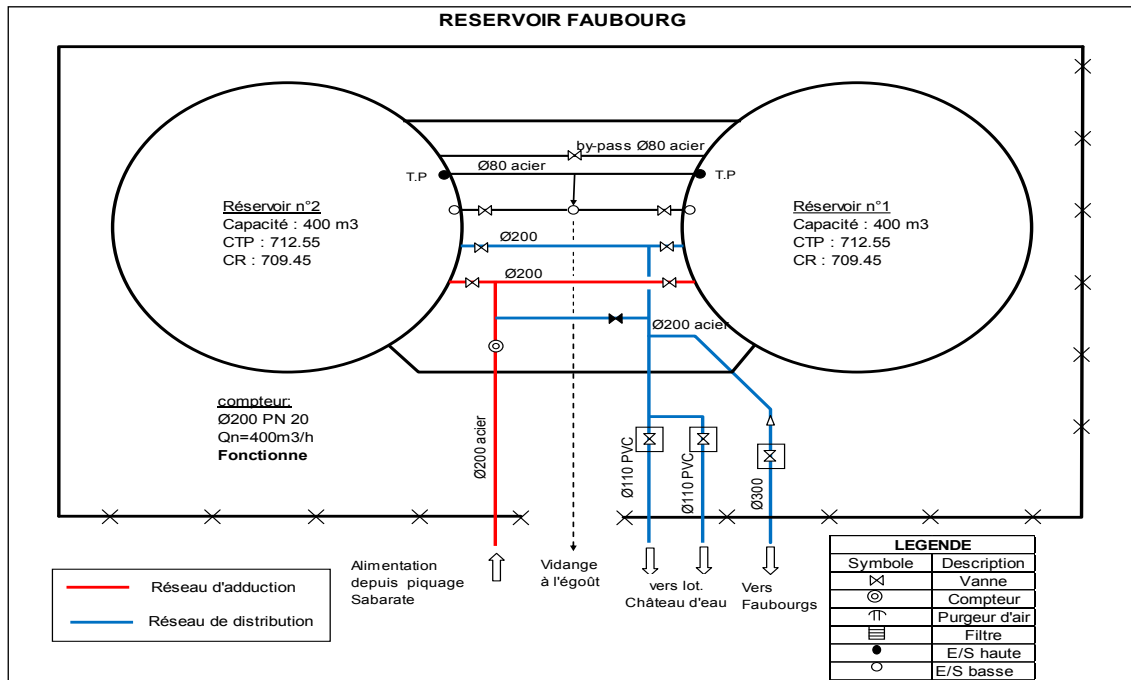 RESERVOIR FAUBOURG
by-pass Ø80 acier
Ø80 acier
T.P
T.P
Réservoir n°2
Capacité : 400 m3
CTP : 712.55
CR : 709.45
Réservoir n°1
Capacité : 400 m3
CTP : 712.55
CR : 709.45
Ø200
Ø200
Ø200 acier
compteur:
Ø200 PN 20
Qn=400m3/h
Fonctionne
Ø200 acier
Ø110 PVC
Ø110 PVC
Ø300
Alimentation
depuis piquage
Sabarate
Vidange
à l'égoût
vers lot.
Château d'eau
Vers
Faubourgs
Réseau d'adduction
Réseau de distribution
LEGENDE
Symbole Description
Vanne
Compteur
Purgeur d'air
Filtre
E/S haute
E/S basse